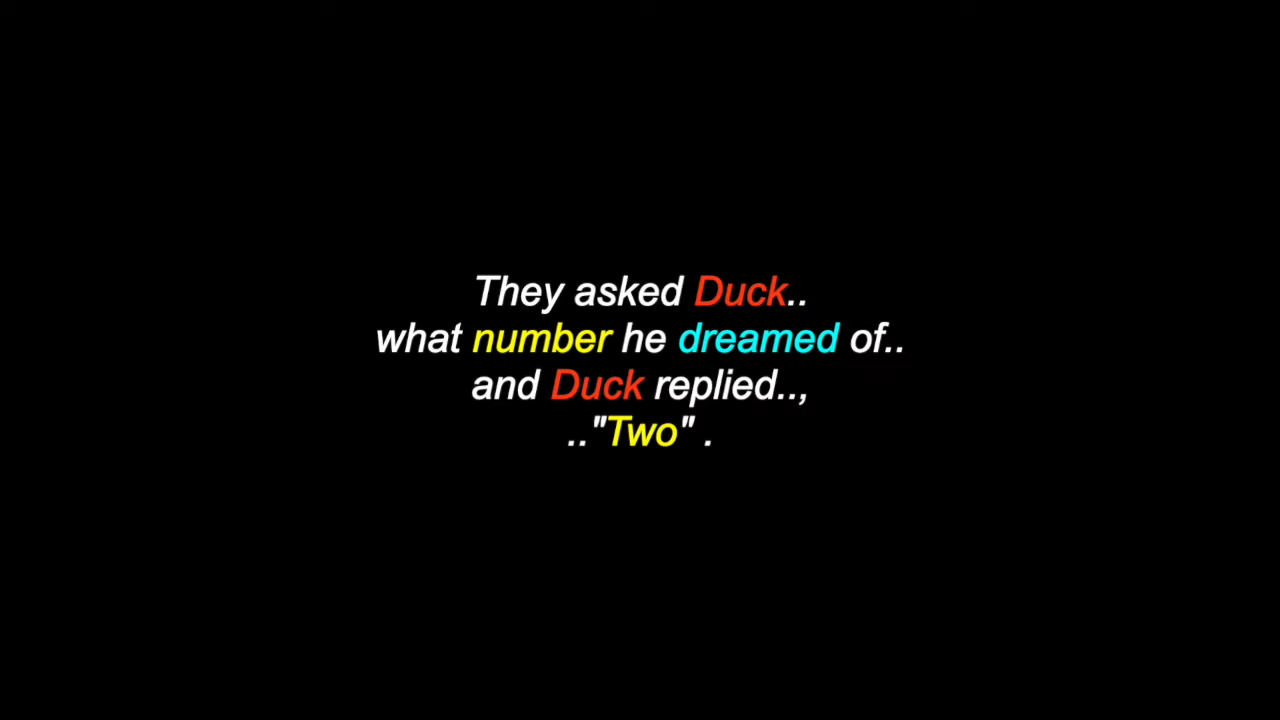 They asked Duck..
what number he dreamed of..
and Duck replied..,
.."Two" .